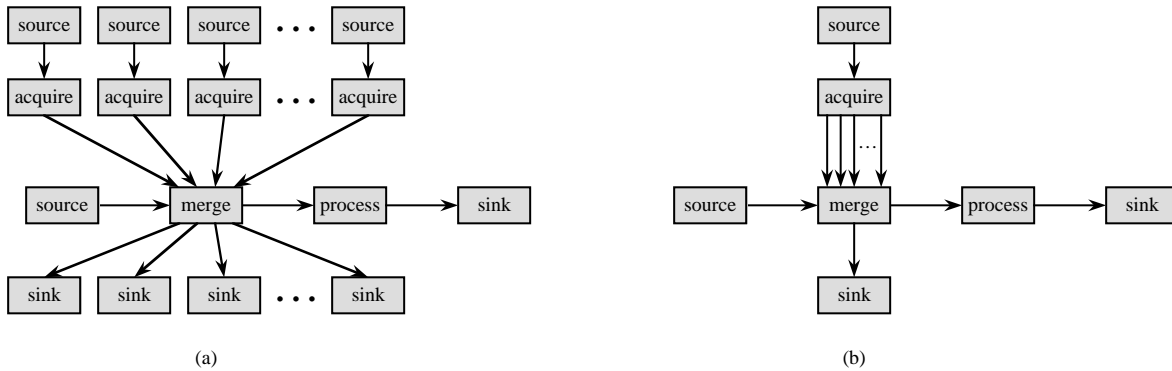 source source source source source
acquire acquire acquire acquire acquire
...
source merge process sink source merge process sink
sink sink sink sink sink
(a) (b)